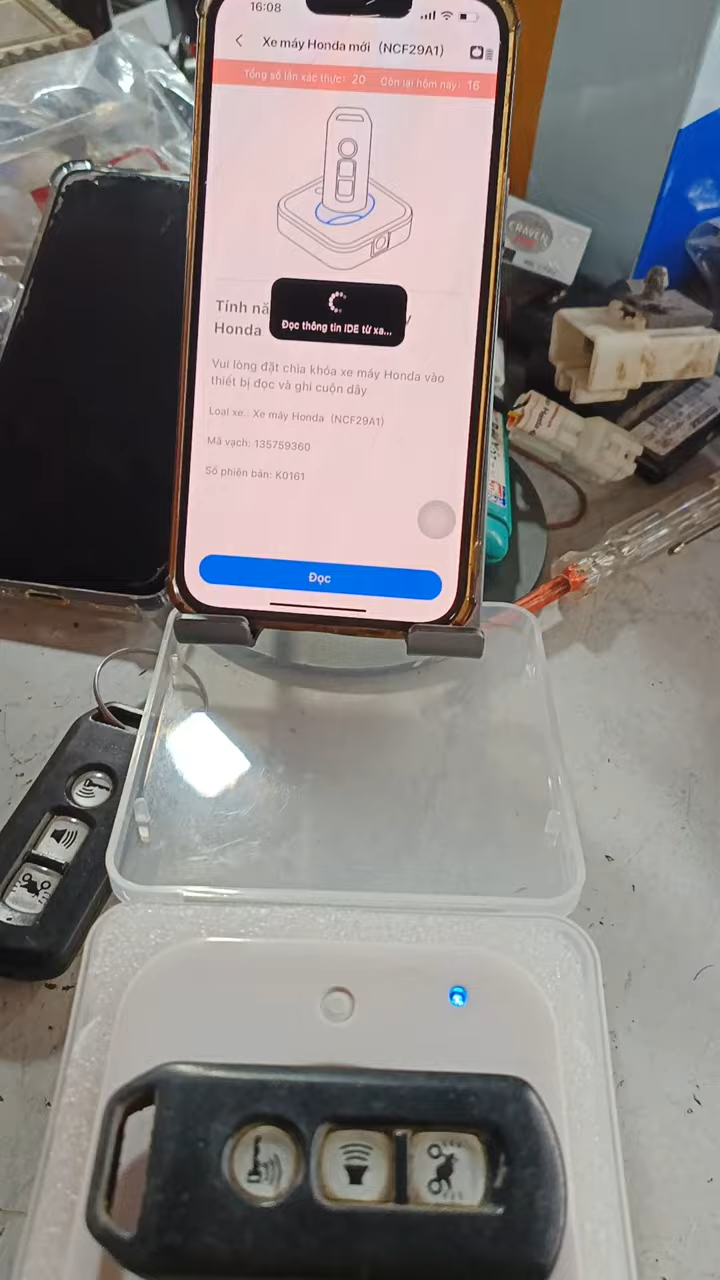 16:08
Xe máy Honda mới (NCF29A1)
Tổng số lần xác thực: 20 Còn lại hôm nay: 16
Tính nă
Honda
Đọc thông tin IDE từ xa...
Vui lòng đặt chìa khóa xe máy Honda vào
thiết bị đọc và ghi cuộn dây
Loại xe.: Xe máy Honda (NCF29A1)
Mã vạch: 135759360
Số phiên bản: K0161
Đọc
CRAVEN